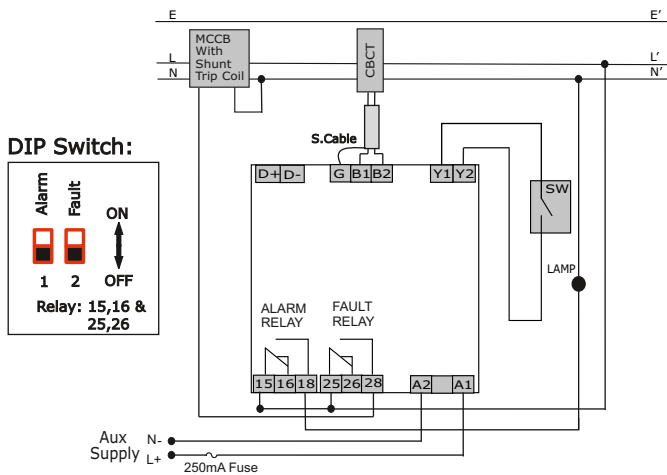 E E'
MCCB
With
Shunt
Trip Coil
CBCT
L L'
N N'
S.Cable
DIP Switch:
Alarm Fault
ON
OFF
1 2
Relay: 15,16 &
25,26
D+ D- G B1 B2 Y1 Y2
SW
LAMP
ALARM
RELAY
FAULT
RELAY
15 16 18 25 26 28 A2 A1
Aux
Supply
N-
L+
250mA Fuse